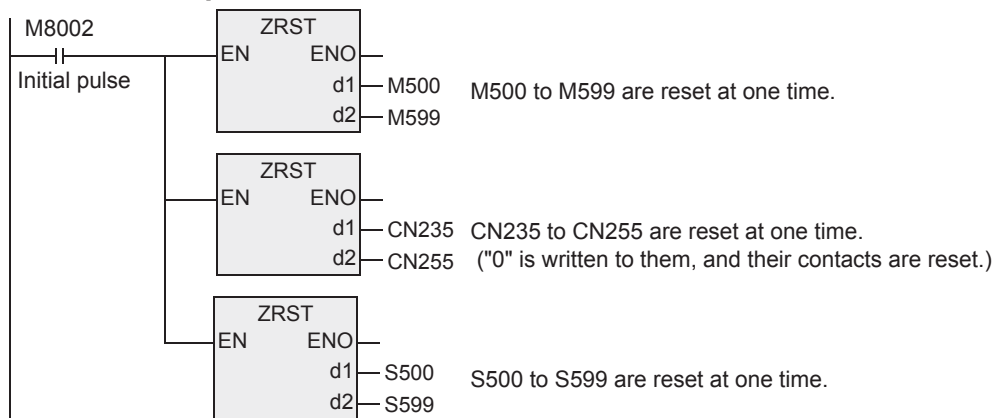 M8002
Initial pulse
ZRST
EN ENO
d1 M500 M500 to M599 are reset at one time.
d2 M599
ZRST
EN ENO
d1 CN235 CN235 to CN255 are reset at one time.
d2 CN255 ("0" is written to them, and their contacts are reset.)
ZRST
EN ENO
d1 S500 S500 to S599 are reset at one time.
d2 S599